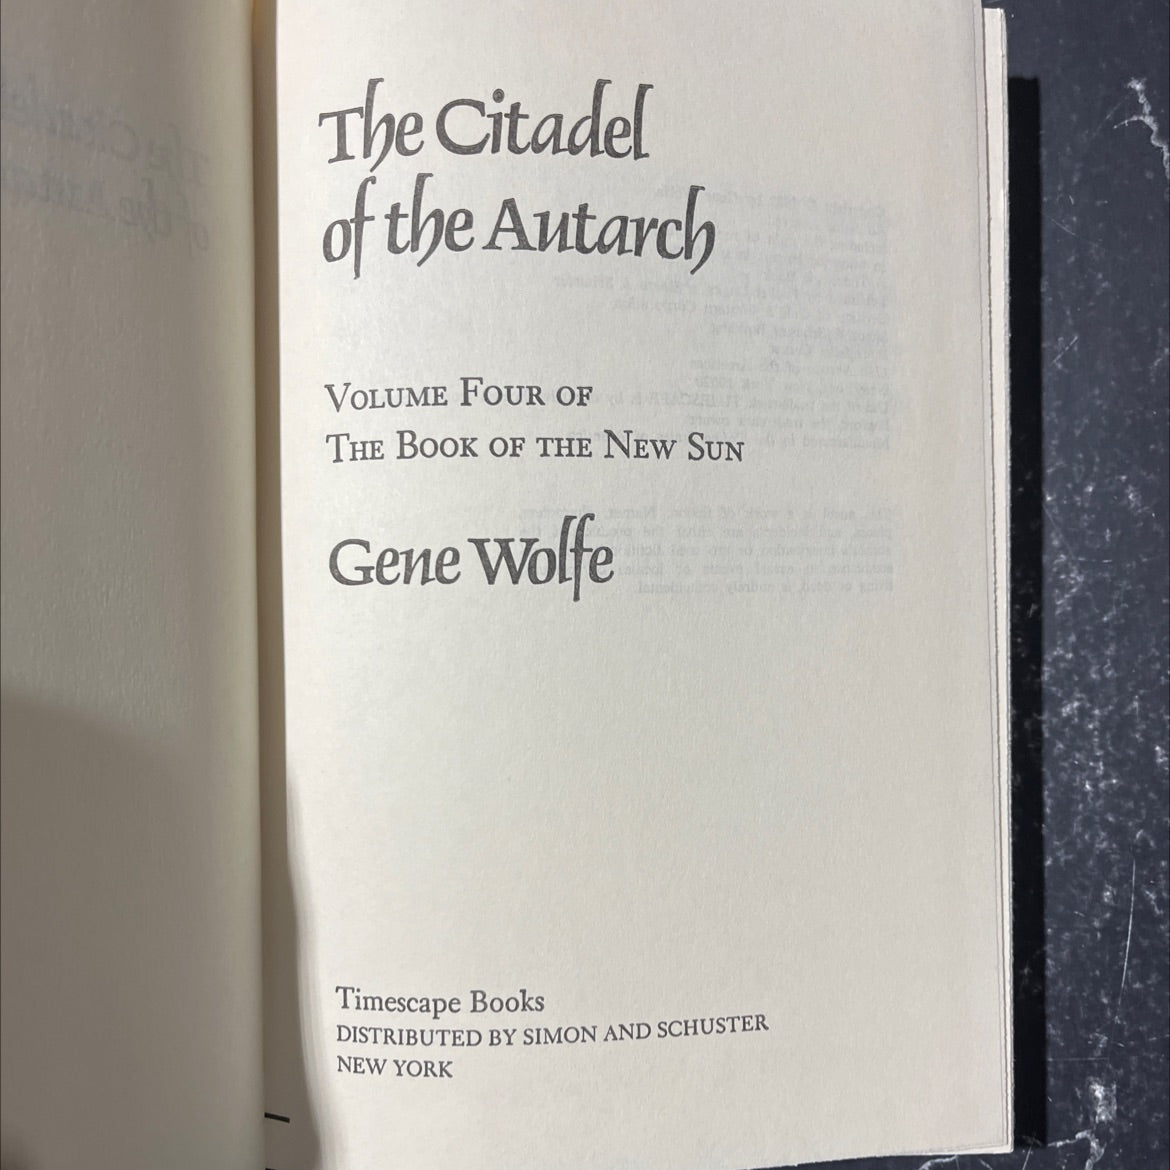 The Citadel
of the Autarch
VOLUME FOUR OF
THE BOOK OF THE NEW SUN
Gene Wolfe
Timescape Books
DISTRIBUTED BY SIMON AND SCHUSTER
NEW YORK